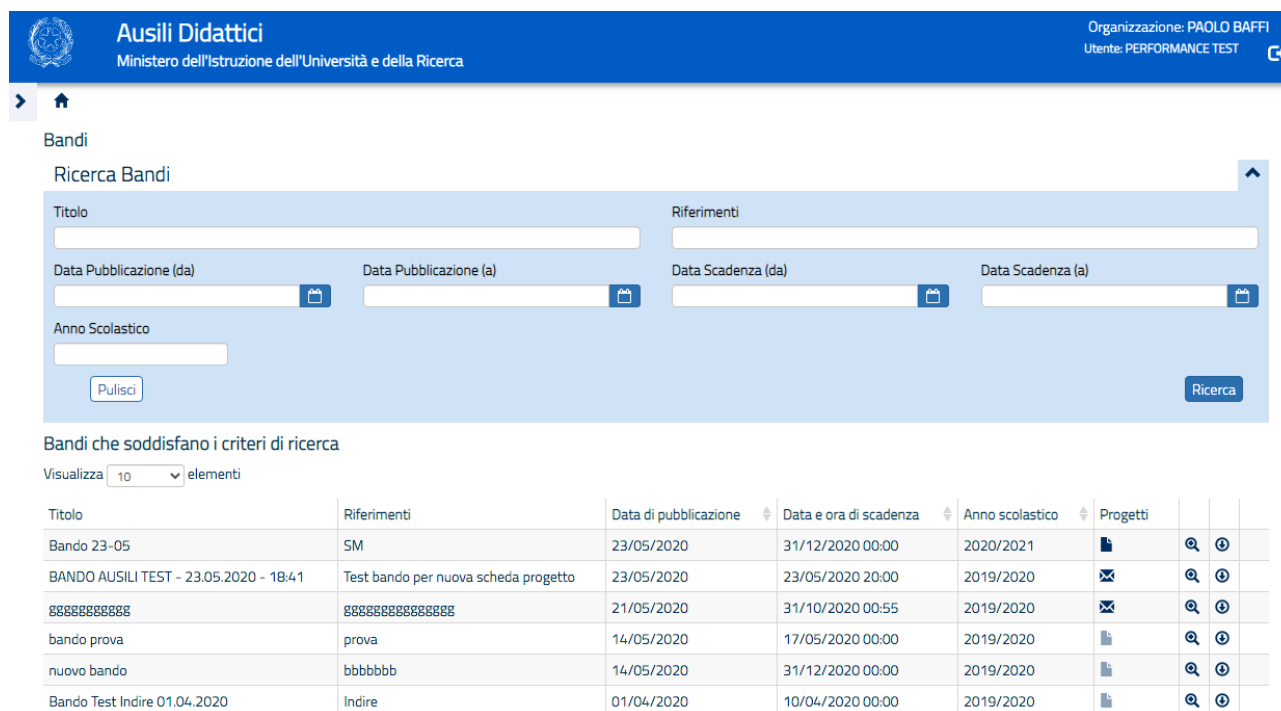 Ausili Didattici
Ministero dell'Istruzione dell'Università e della Ricerca
Organizzazione: PAOLO BAFFI
Utente: PERFORMANCE TEST
Bandi
Ricerca Bandi
Titolo Riferimenti
Data Pubblicazione (da) Data Pubblicazione (a) Data Scadenza (da) Data Scadenza (a)
Anno Scolastico
Pulisci Ricerca
Bandi che soddisfano i criteri di ricerca
Visualizza 10 elementi
Titolo Riferimenti Data di pubblicazione Data e ora di scadenza Anno scolastico Progetti
Bando 23-05 SM 23/05/2020 31/12/2020 00:00 2020/2021
BANDO AUSILI TEST - 23.05.2020 - 18:41 Test bando per nuova scheda progetto 23/05/2020 23/05/2020 20:00 2019/2020
ggggggggggg ggggggggggggggg 21/05/2020 31/10/2020 00:55 2019/2020
bando prova prova 14/05/2020 17/05/2020 00:00 2019/2020
nuovo bando bbbbbbb 14/05/2020 31/12/2020 00:00 2019/2020
Bando Test Indire 01.04.2020 Indire 01/04/2020 10/04/2020 00:00 2019/2020